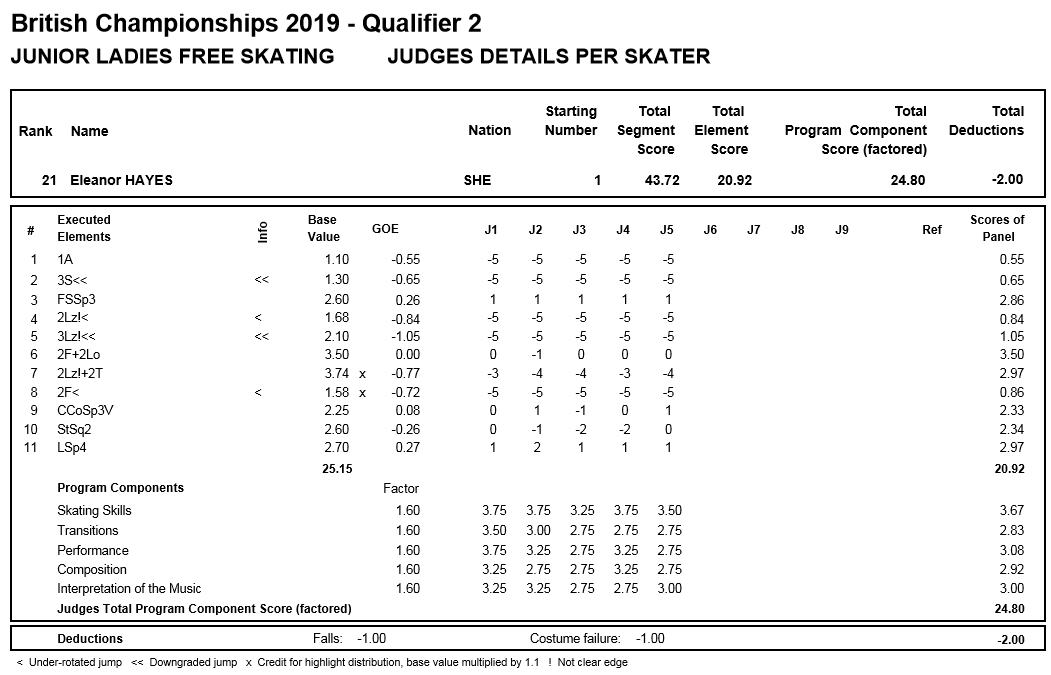 British Championships 2019 - Qualifier 2
JUNIOR LADIES FREE SKATING JUDGES DETAILS PER SKATER
Rank Name Nation Starting Number Total Segment Score Total Element Score Total Program Component Score (factored) Total Deductions
21 Eleanor HAYES SHE 1 43.72 20.92 24.80 -2.00
# Executed Elements Info Base Value GOE J1 J2 J3 J4 J5 J6 J7 J8 J9 Ref Scores of Panel
1 1A 1.10 -0.55 -5 -5 -5 -5 -5 0.55
2 3S<< << 1.30 -0.65 -5 -5 -5 -5 -5 0.65
3 FSSp3 2.60 0.26 1 1 1 1 1 2.86
4 2Lz!< < 1.68 -0.84 -5 -5 -5 -5 -5 0.84
5 3Lz!<< << 2.10 -1.05 -5 -5 -5 -5 -5 1.05
6 2F+2Lo 3.50 0.00 0 -1 0 0 0 3.50
7 2Lz!+2T 3.74 x -0.77 -3 -4 -4 -3 -4 2.97
8 2F< < 1.58 x -0.72 -5 -5 -5 -5 -5 0.86
9 CCoSp3V 2.25 0.08 0 1 -1 0 1 2.33
10 StSq2 2.60 -0.26 0 -1 -2 -2 0 2.34
11 LSp4 2.70 0.27 1 2 1 1 1 2.97
25.15 20.92
Program Components Factor
Skating Skills 1.60 3.75 3.75 3.25 3.75 3.50 3.67
Transitions 1.60 3.50 3.00 2.75 2.75 2.75 2.83
Performance 1.60 3.75 3.25 2.75 3.25 2.75 3.08
Composition 1.60 3.25 2.75 2.75 3.25 2.75 2.92
Interpretation of the Music 1.60 3.25 3.25 2.75 2.75 3.00 3.00
Judges Total Program Component Score (factored) 24.80
Deductions Falls: -1.00 Costume failure: -1.00 -2.00
< Under-rotated jump << Downgraded jump x Credit for highlight distribution, base value multiplied by 1.1 ! Not clear edge